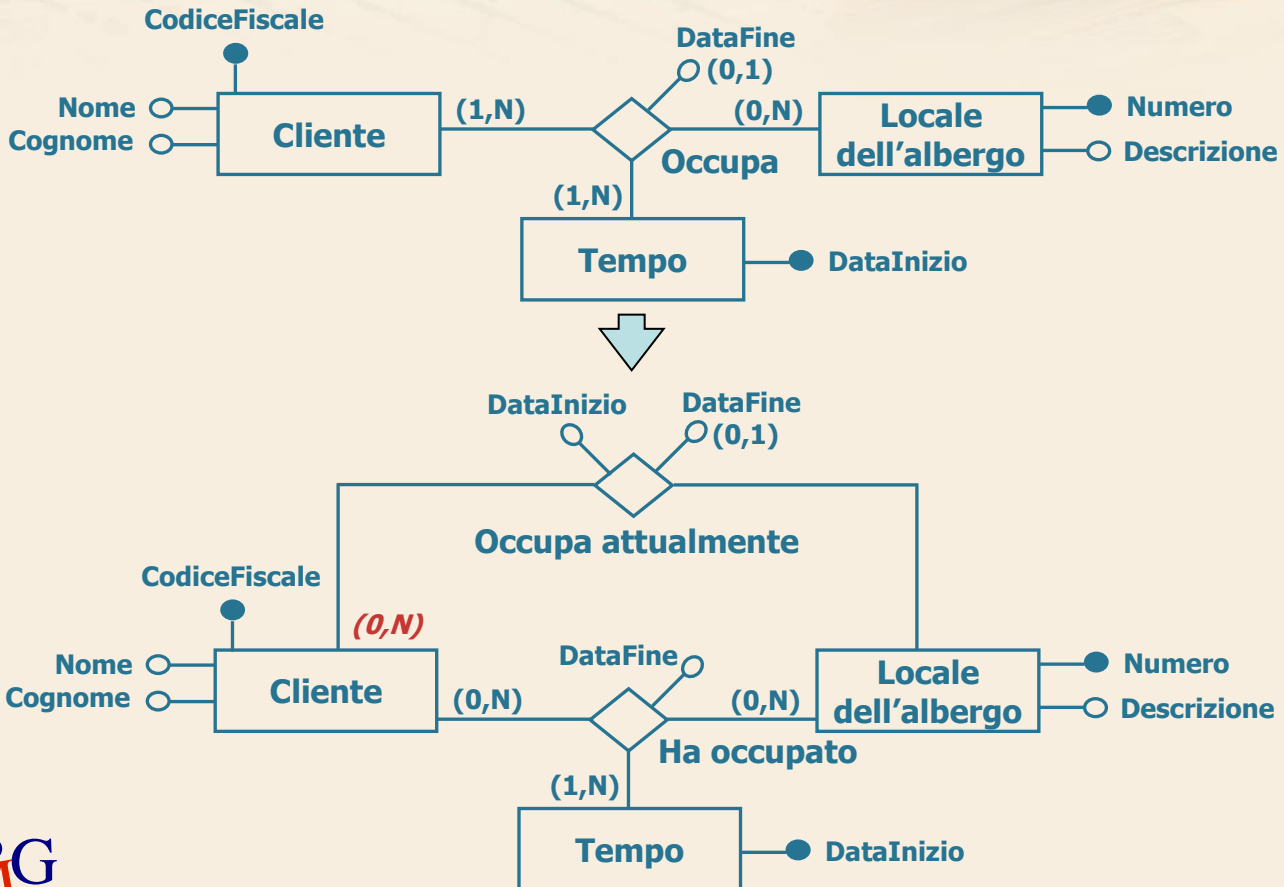 CodiceFiscale
DataFine
(0,1)
Nome
Cognome
Cliente
(1,N)
(0,N)
Locale
dell'albergo
Numero
Descrizione
Occupa
(1,N)
Tempo
DataInizio
DataInizio
DataFine
(0,1)
Occupa attualmente
CodiceFiscale
(0,N)
Nome
Cognome
Cliente
(0,N)
DataFine
(0,N)
Locale
dell'albergo
Numero
Descrizione
Ha occupato
(1,N)
Tempo
DataInizio
G